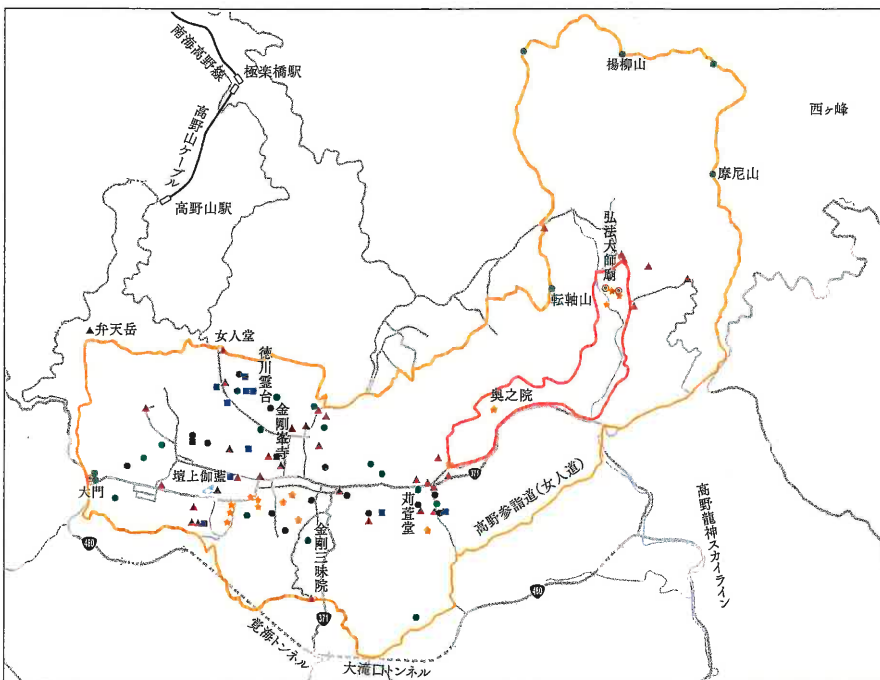 南海高野線
極楽橋駅
高野山ケーブル
高野山駅
楊柳山
西ケ峰
摩尼山
弘法大師廟
転軸山
弁天岳
女人堂
徳川霊台
金剛峯寺
奥之院
壇上伽藍
大門
371
苅萱堂
高野参詣道(女人道)
高野龍神スカイライン
金剛三昧院
480
480
371
覚海トンネル
大滝口トンネル